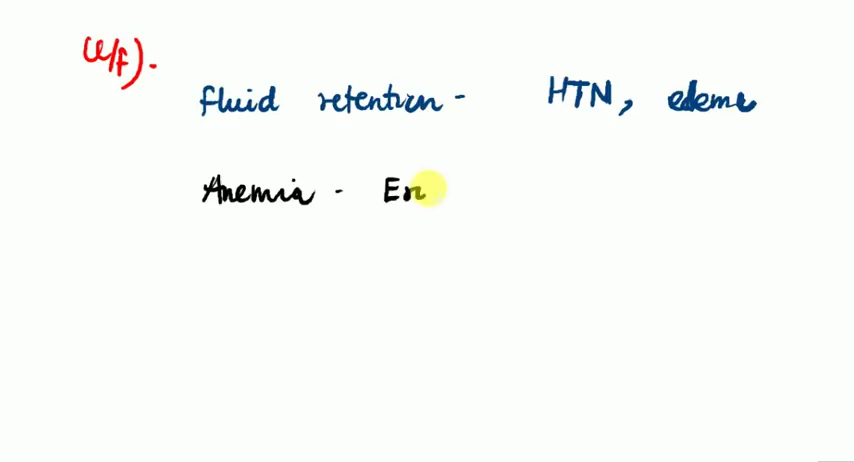 (C/f).
fluid retention - HTN, edema
Anemia - Er